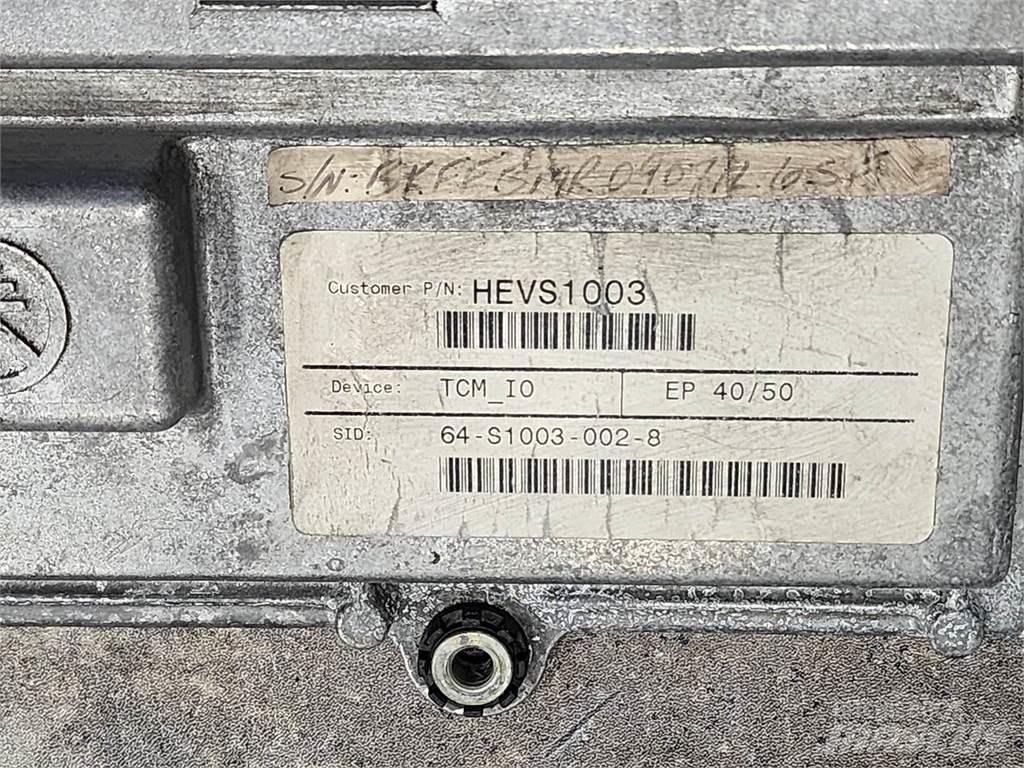 S/N:
Customer P/N: HEVS1003
Device: TCM_IO EP 40/50
SID: 64-S1003-002-8